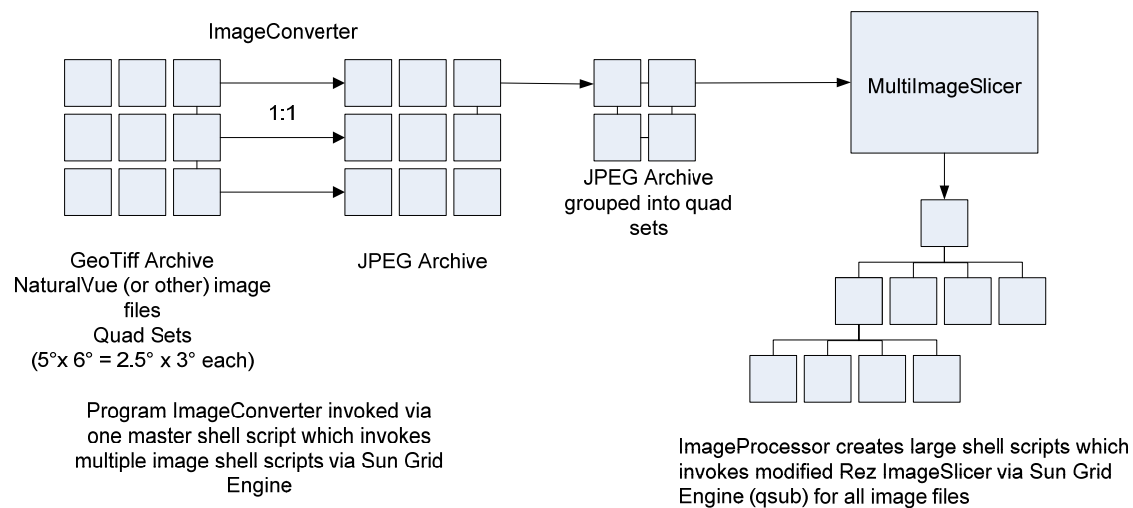 ImageConverter
1:1
MultiImageSlicer
JPEG Archive
grouped into quad
sets
GeoTiff Archive
NaturalVue (or other) image
files
Quad Sets
(5°x 6° = 2.5° x 3° each)
JPEG Archive
Program ImageConverter invoked via
one master shell script which invokes
multiple image shell scripts via Sun Grid
Engine
ImageProcessor creates large shell scripts which
invokes modified Rez ImageSlicer via Sun Grid
Engine (qsub) for all image files